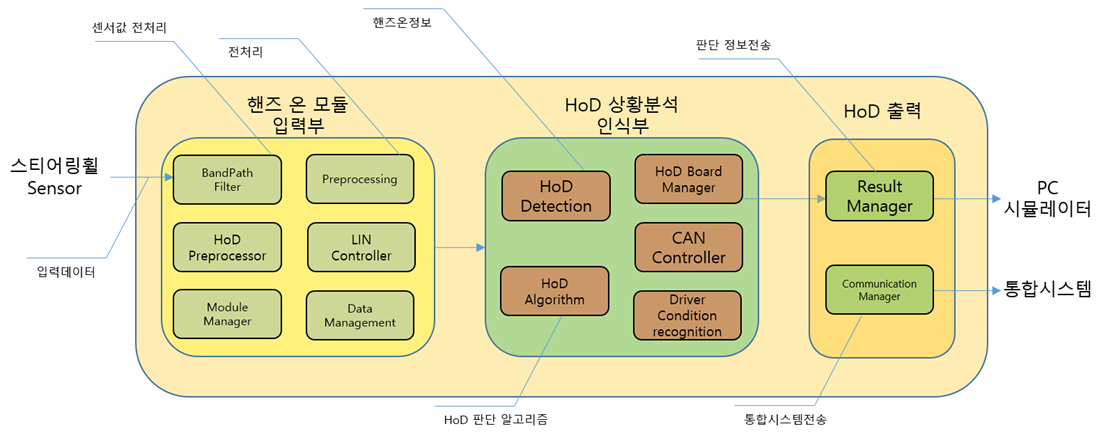 센서값 전처리
전처리
핸즈온정보
판단 정보전송
핸즈 온 모듈
입력부
HoD 상황분석
인식부
HoD 출력
스티어링휠
Sensor
BandPath
Filter
Preprocessing
HoD
Preprocessor
LIN
Controller
Module
Manager
Data
Management
HoD
Detection
HoD Board
Manager
CAN
Controller
HoD
Algorithm
Driver
Condition
recognition
Result
Manager
Communication
Manager
PC
시뮬레이터
통합시스템
입력데이터
HoD 판단 알고리즘
통합시스템전송